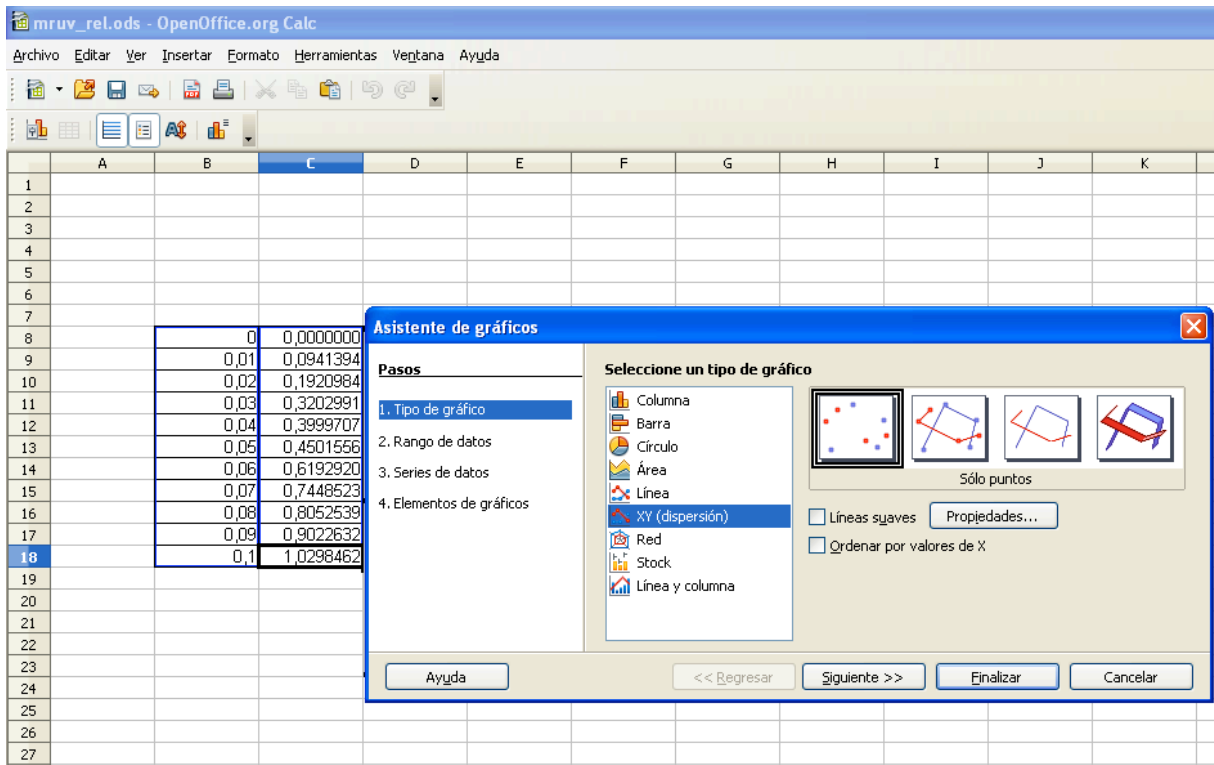 mruv_rel.ods - OpenOffice.org Calc
Archivo Editar Ver Insertar Formato Herramientas Ventana Ayuda
A B C D E F G H I J K
1
2
3
4
5
6
7
8 0 0,0000000
9 0,01 0,0941394
10 0,02 0,1920984
11 0,03 0,3202991
12 0,04 0,3999707
13 0,05 0,4501556
14 0,06 0,6192920
15 0,07 0,7448523
16 0,08 0,8052539
17 0,09 0,9022632
18 0,1 1,0298462
19
20
21
22
23
24
25
26
27
Asistente de gráficos
Pasos
1. Tipo de gráfico
2. Rango de datos
3. Series de datos
4. Elementos de gráficos
Seleccione un tipo de gráfico
Columna
Barra
Círculo
Área
Línea
XY (dispersión)
Red
Stock
Línea y columna
Sólo puntos
Líneas suaves Propiedades...
Ordenar por valores de X
Ayuda << Regresar Siguiente >> Finalizar Cancelar